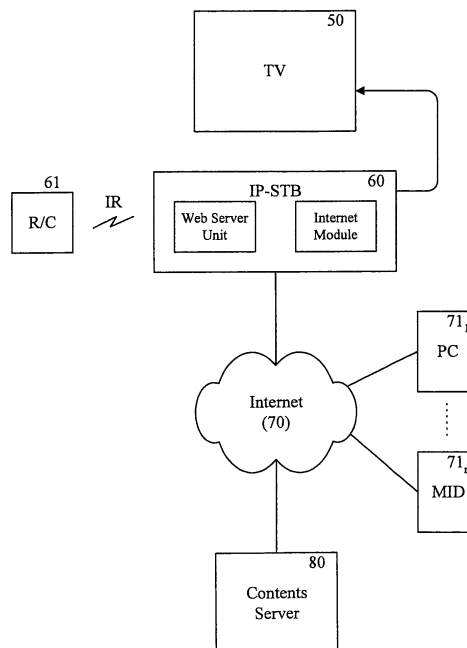 50
TV
61
IR
R/C
60
IP-STB
Web Server
Unit
Internet
Module
71
PC
Internet
(70)
71
MID
80
Contents
Server